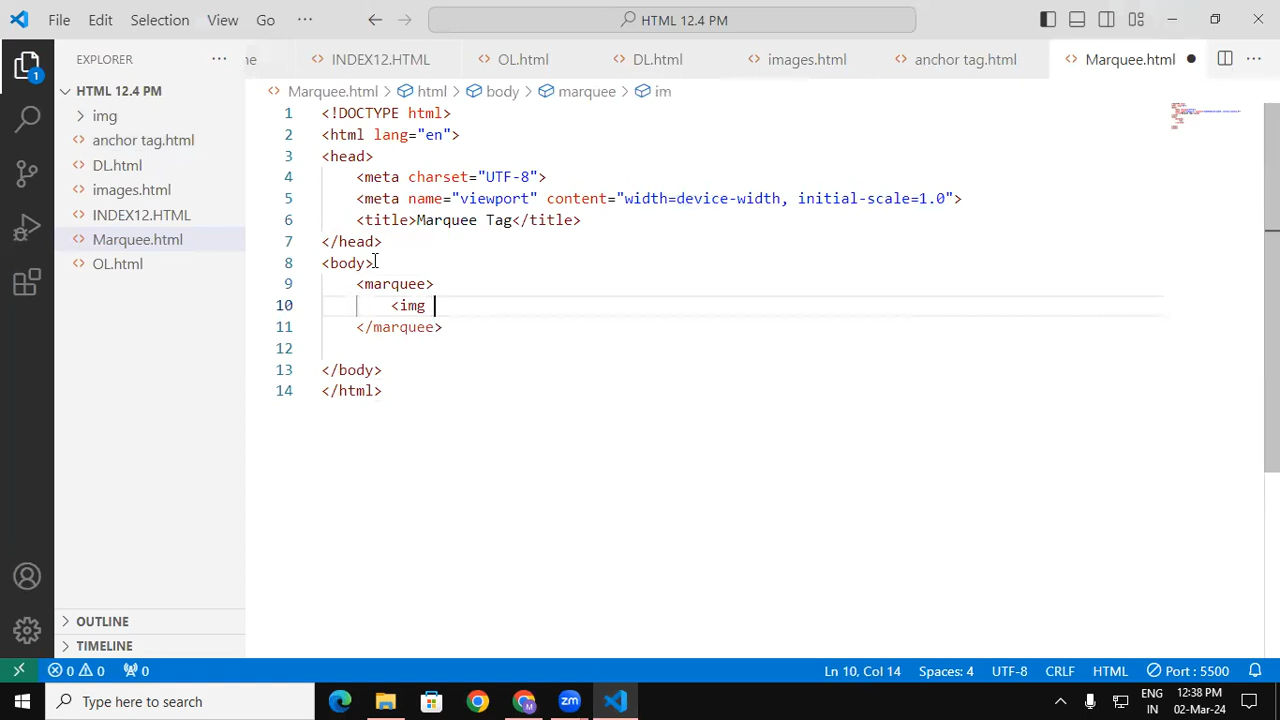 File Edit Selection View Go ··· HTML 12.4 PM
EXPLORER ···
HTML 12.4 PM
img
anchor tag.html
DL.html
images.html
INDEX12.HTML
Marquee.html
OL.html
OUTLINE
TIMELINE
1
ne INDEX12.HTML OL.html DL.html images.html anchor tag.html Marquee.html ···
Marquee.html > html > body > marquee > im
1 <!DOCTYPE html>
2 <html lang="en">
3 <head>
4 <meta charset="UTF-8">
5 <meta name="viewport" content="width=device-width, initial-scale=1.0">
6 <title>Marquee Tag</title>
7 </head>
8 <body>
9 <marquee>
10 <img
11 </marquee>
12
13 </body>
14 </html>
0 0 0 Ln 10, Col 14 Spaces: 4 UTF-8 CRLF HTML Port : 5500
Type here to search zm M ENG IN 12:38 PM 02-Mar-24